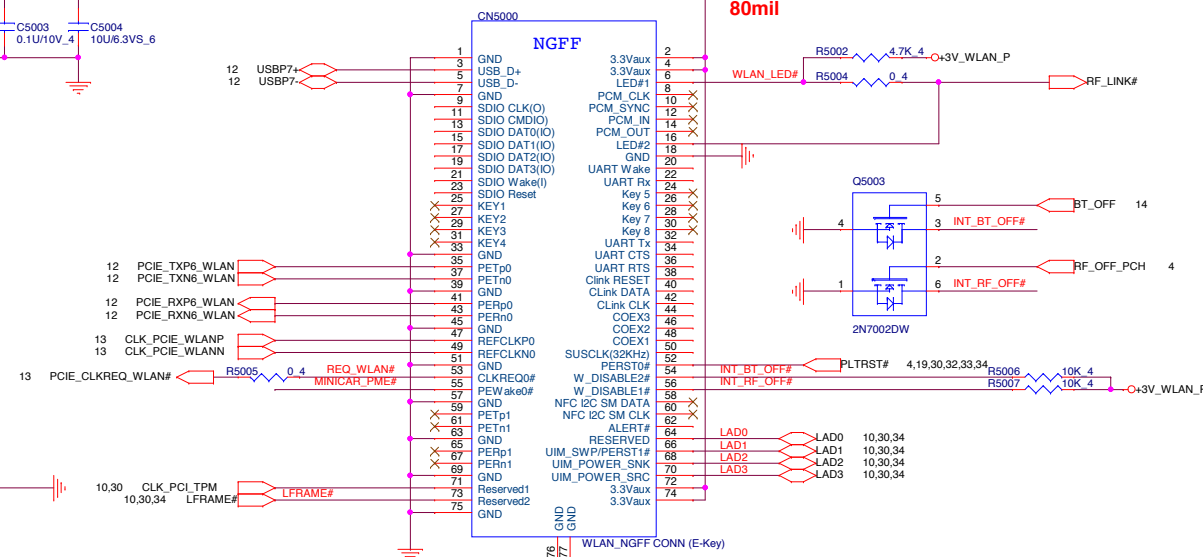 80mil
C5003
0.1U/10V_4
C5004
10U/6.3VS_6
CN5000
NGFF
1 GND
3 USB_D+
5 USB_D-
7 GND
9 SDIO CLK(O)
11 SDIO CMDIO)
13 SDIO DAT0(IO)
15 SDIO DAT1(IO)
17 SDIO DAT2(IO)
19 SDIO DAT3(IO)
21 SDIO Wake(I)
23 SDIO Reset
25 KEY1
27 KEY2
29 KEY3
31 KEY4
33 GND
35 PETp0
37 PETn0
39 GND
41 PERp0
43 PERn0
45 GND
47 REFCLKP0
49 REFCLKN0
51 GND
53 CLKREQ0#
55 PEWake0#
57 GND
59 PETp1
61 PETn1
63 GND
65 PERp1
67 PERn1
69 GND
71 Reserved1
73 Reserved2
75 GND
3.3Vaux 2
3.3Vaux 4
LED#1 6
PCM_CLK 8
PCM_SYNC 10
PCM_IN 12
PCM_OUT 14
LED#2 16
GND 18
UART Wake 20
UART Rx 22
Key 5 24
Key 6 26
Key 7 28
Key 8 30
UART Tx 32
UART CTS 34
UART RTS 36
Clink RESET 38
CLink DATA 40
CLink CLK 42
COEX3 44
COEX2 46
COEX1 48
SUSCLK(32KHz) 50
PERST0# 52
W_DISABLE2# 54
W_DISABLE1# 56
NFC I2C SM DATA 58
NFC I2C SM CLK 60
ALERT# 62
RESERVED 64
UIM_SWP/PERST1# 66
UIM_POWER_SNK 68
UIM_POWER_SRC 70
3.3Vaux 72
3.3Vaux 74
GND 76
GND 77
WLAN_NGFF CONN (E-Key)
12 USBP7+
12 USBP7-
12 PCIE_TXP6_WLAN
12 PCIE_TXN6_WLAN
12 PCIE_RXP6_WLAN
12 PCIE_RXN6_WLAN
13 CLK_PCIE_WLANP
13 CLK_PCIE_WLANN
13 PCIE_CLKREQ_WLAN# R5005 0_4 REQ_WLAN#
MINICAR_PME#
10,30 CLK_PCI_TPM
10,30,34 LFRAME# LFRAME#
R5002 4.7K_4 +3V_WLAN_P
WLAN_LED# R5004 0_4 RF_LINK#
Q5003
5 BT_OFF 14
4 3 INT_BT_OFF#
2 RF_OFF_PCH 4
1 6 INT_RF_OFF#
2N7002DW
PLTRST# 4,19,30,32,33,34
INT_BT_OFF# R5006 10K_4
INT_RF_OFF# R5007 10K_4 +3V_WLAN_P
LAD0 LAD0 10,30,34
LAD1 LAD1 10,30,34
LAD2 LAD2 10,30,34
LAD3 LAD3 10,30,34